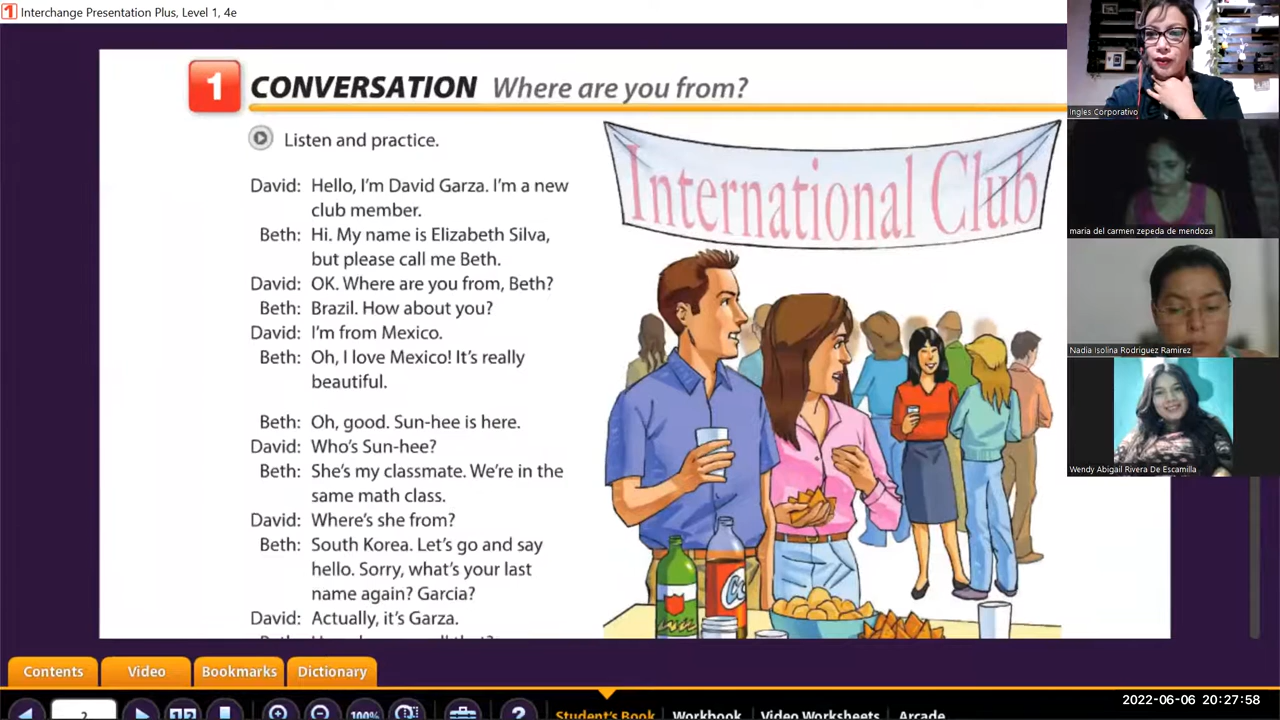 Interchange Presentation Plus, Level 1, 4e
1 CONVERSATION Where are you from?
Listen and practice.
David: Hello, I'm David Garza. I'm a new
club member.
Beth: Hi. My name is Elizabeth Silva,
but please call me Beth.
David: OK. Where are you from, Beth?
Beth: Brazil. How about you?
David: I'm from Mexico.
Beth: Oh, I love Mexico! It's really
beautiful.
Beth: Oh, good. Sun-hee is here.
David: Who's Sun-hee?
Beth: She's my classmate. We're in the
same math class.
David: Where's she from?
Beth: South Korea. Let's go and say
hello. Sorry, what's your last
name again? Garcia?
David: Actually, it's Garza.
International Club
Ingles Corporativo
maria del carmen zepeda de mendoza
Nadia Isolina Rodriguez Ramirez
Wendy Abigail Rivera De Escamilla
Contents Video Bookmarks Dictionary
2 100% ?
Student's Book Workbook Video Worksheets Arcade
2022-06-06 20:27:58